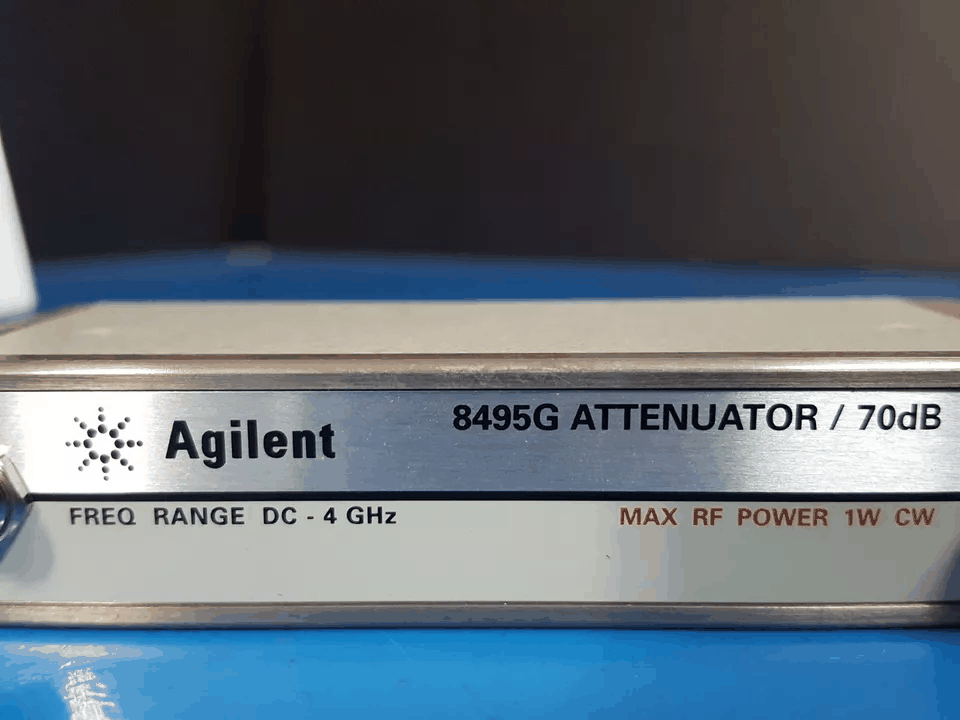 Agilent
8495G ATTENUATOR / 70dB
FREQ RANGE DC - 4 GHz
MAX RF POWER 1W CW